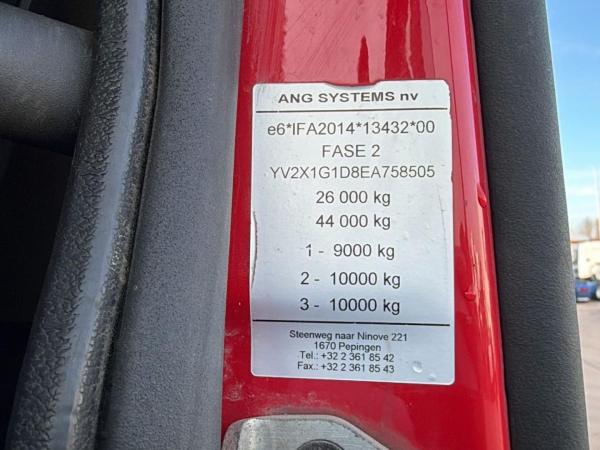 ANG SYSTEMS nv
e6*IFA2014*13432*00
FASE 2
YV2X1G1D8EA758505
26 000 kg
44 000 kg
1 - 9000 kg
2 - 10000 kg
3 - 10000 kg
Steenweg naar Ninove 221
1670 Pepingen
Tel.: +32 2 361 85 42
Fax.: +32 2 361 85 43